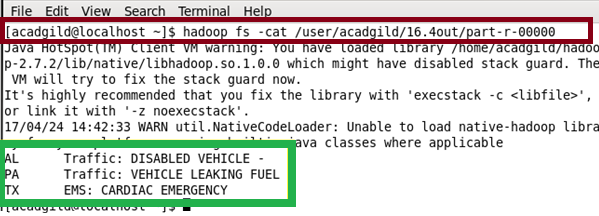 File Edit View Search Terminal Help
[acadgild@localhost ~]$ hadoop fs -cat /user/acadgild/16.4out/part-r-00000
Java HotSpot(TM) Client VM warning: You have loaded library /home/acadgild/hadoo
p-2.7.2/lib/native/libhadoop.so.1.0.0 which might have disabled stack guard. The
VM will try to fix the stack guard now.
It's highly recommended that you fix the library with 'execstack -c <libfile>',
or link it with '-z noexecstack'.
17/04/24 14:42:33 WARN util.NativeCodeLoader: Unable to load native-hadoop libra
java classes where applicable
AL Traffic: DISABLED VEHICLE -
PA Traffic: VEHICLE LEAKING FUEL
TX EMS: CARDIAC EMERGENCY
[acadgild@localhost ~]$